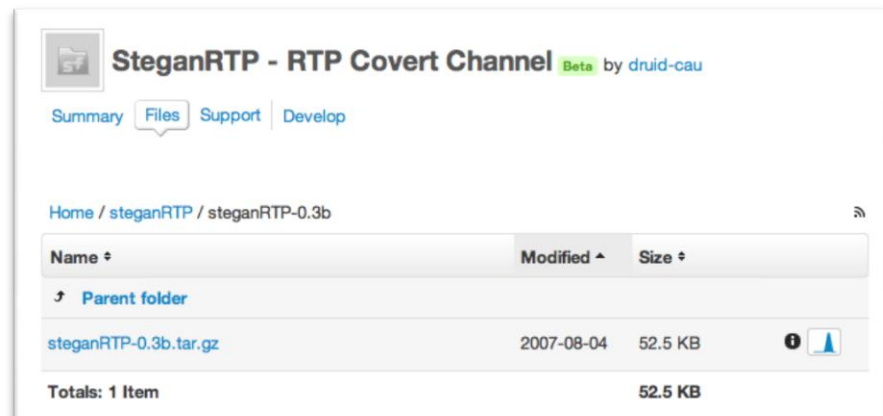 SteganRTP - RTP Covert Channel Beta by druid-cau
Summary Files Support Develop
Home / steganRTP / steganRTP-0.3b
Name Modified Size
Parent folder
steganRTP-0.3b.tar.gz 2007-08-04 52.5 KB
Totals: 1 Item 52.5 KB